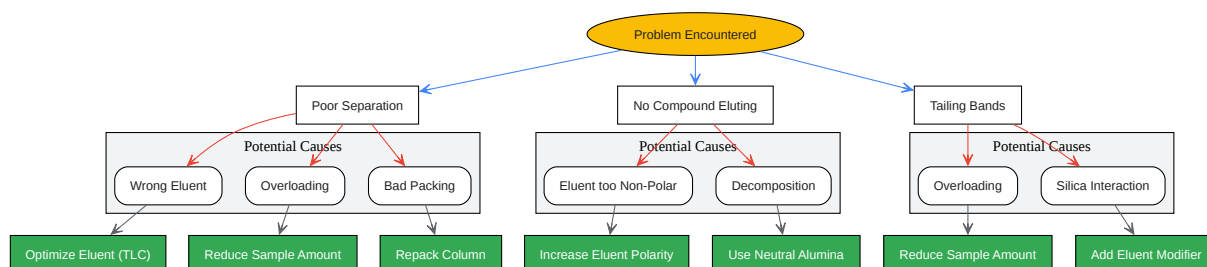 Problem Encountered
Poor Separation
No Compound Eluting
Tailing Bands
Potential Causes
Potential Causes
Potential Causes
Wrong Eluent
Overloading
Bad Packing
Eluent too Non-Polar
Decomposition
Overloading
Silica Interaction
Optimize Eluent (TLC)
Reduce Sample Amount
Repack Column
Increase Eluent Polarity
Use Neutral Alumina
Reduce Sample Amount
Add Eluent Modifier